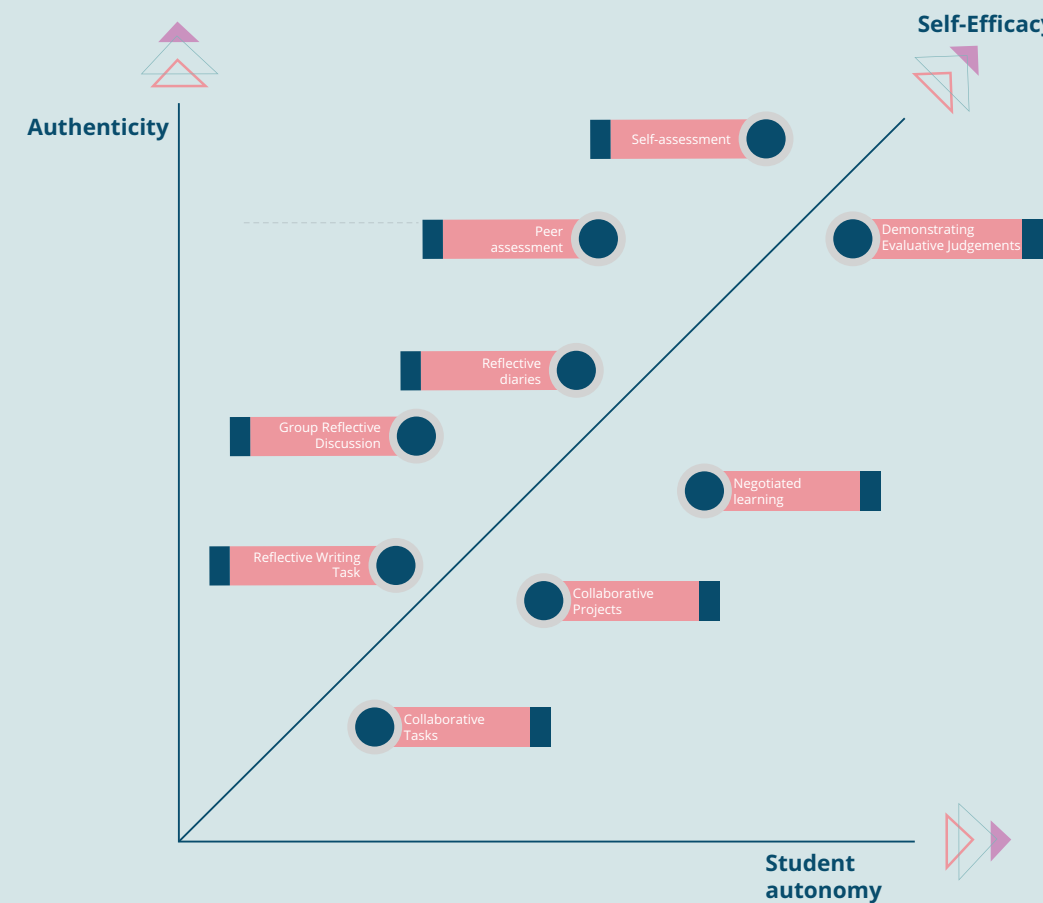 Self-Efficacy
Authenticity
Self-assessment
Peer
assessment
Demonstrating
Evaluative Judgements
Reflective
diaries
Group Reflective
Discussion
Negotiated
learning
Reflective Writing
Task
Collaborative
Projects
Collaborative
Tasks
Student
autonomy